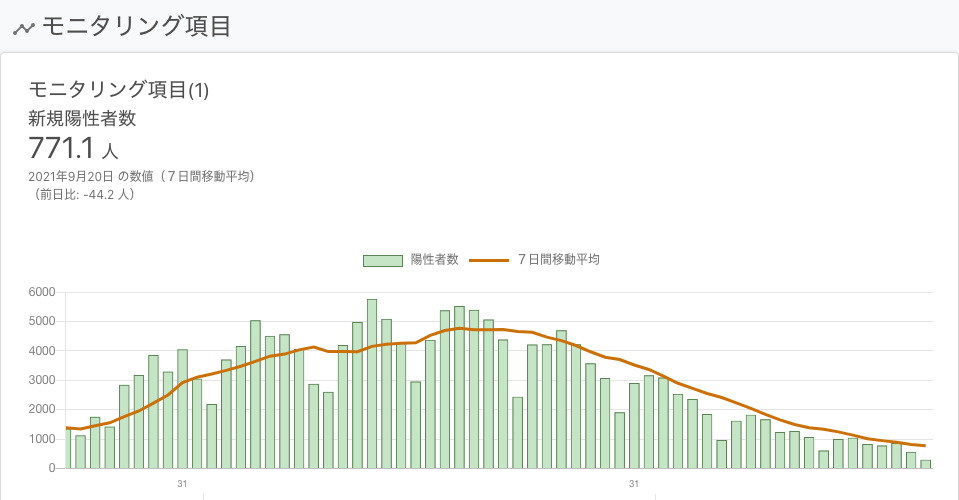 モニタリング項目
モニタリング項目(1)
新規陽性者数
771.1 人
2021年9月20日 の数値（７日間移動平均）
（前日比: -44.2 人）
陽性者数 ７日間移動平均
6000
5000
4000
3000
2000
1000
0
31 31